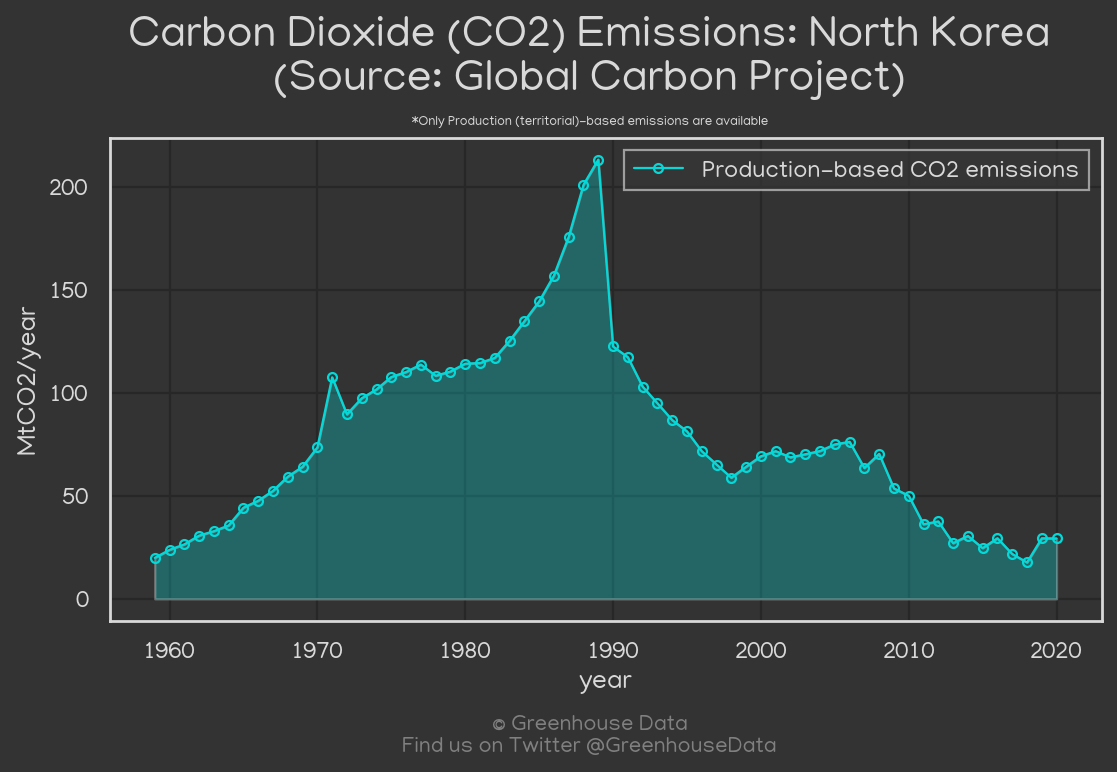 Carbon Dioxide (CO2) Emissions: North Korea
(Source: Global Carbon Project)
*Only Production (territorial)-based emissions are available
Production-based CO2 emissions
MtCO2/year
200
150
100
50
0
1960 1970 1980 1990 2000 2010 2020
year
© Greenhouse Data
Find us on Twitter @GreenhouseData